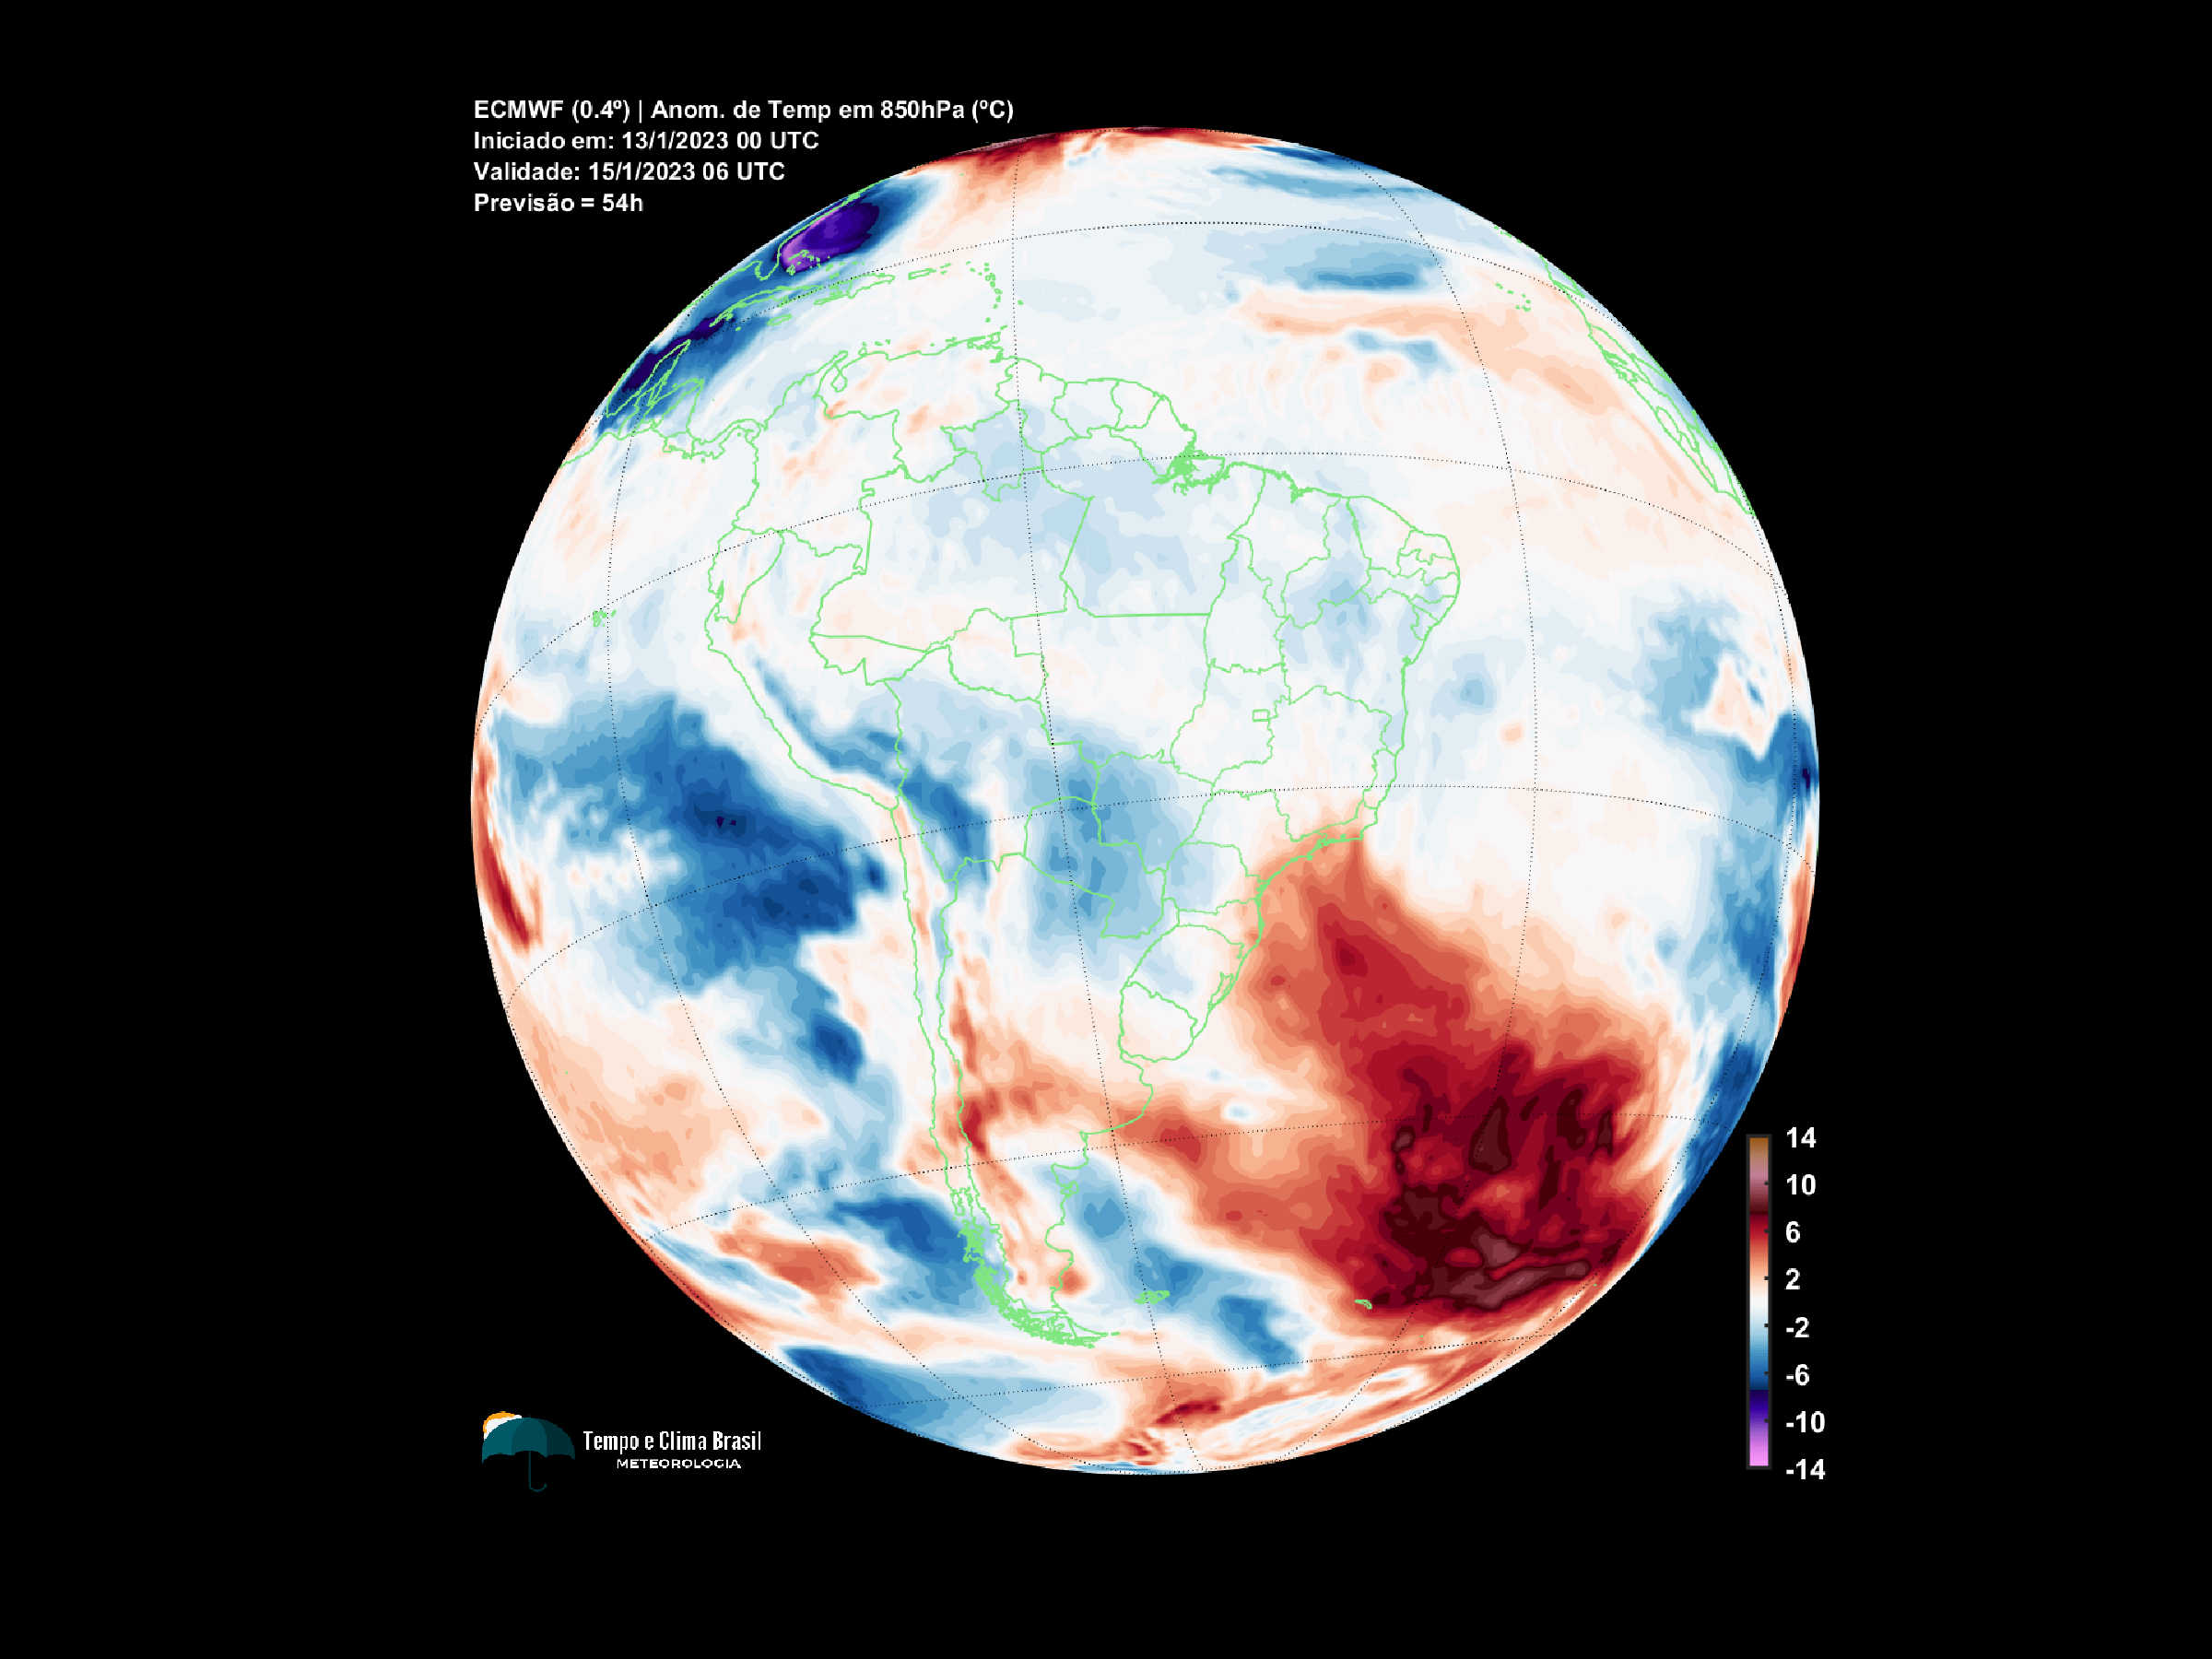 ECMWF (0.4º) | Anom. de Temp em 850hPa (ºC)
Iniciado em: 13/1/2023 00 UTC
Validade: 15/1/2023 06 UTC
Previsão = 54h
14
10
6
2
-2
-6
-10
-14
Tempo e Clima Brasil
METEOROLOGIA